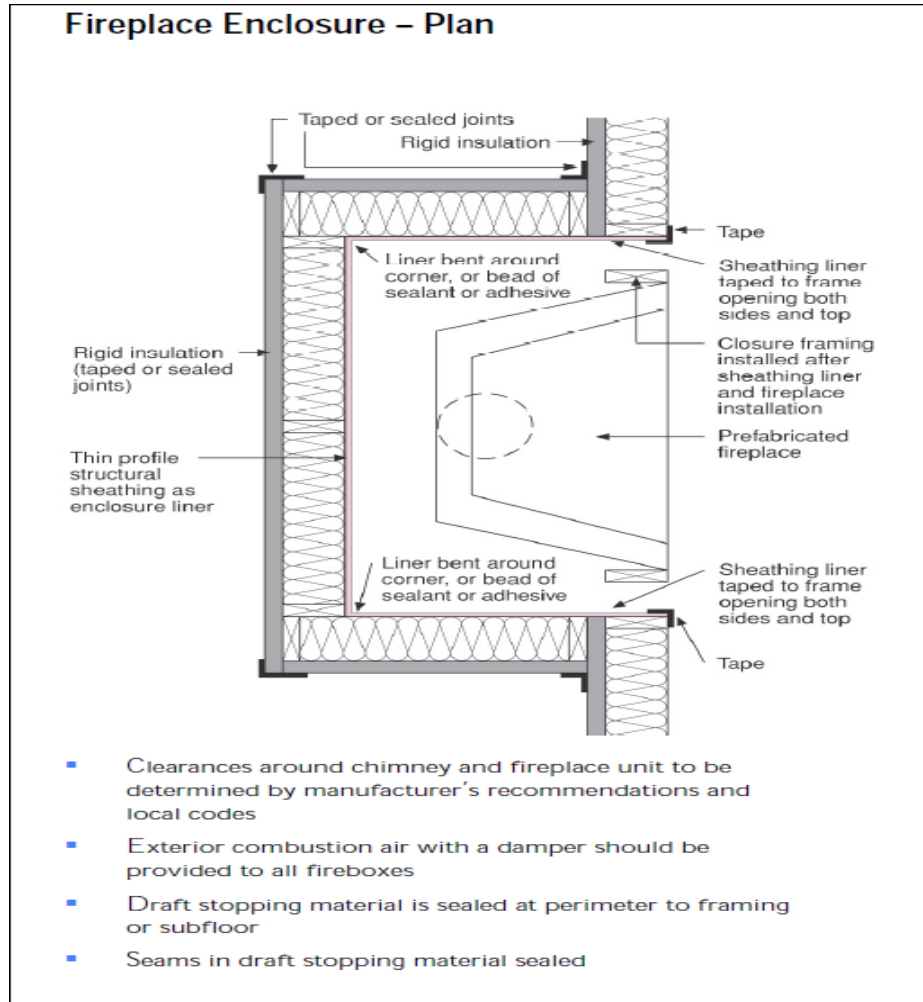 Fireplace Enclosure – Plan
Taped or sealed joints
Rigid insulation
Tape
Liner bent around
corner, or bead of
sealant or adhesive
Sheathing liner
taped to frame
opening both
sides and top
Rigid insulation
(taped or sealed
joints)
Closure framing
installed after
sheathing liner
and fireplace
installation
Prefabricated
fireplace
Thin profile
structural
sheathing as
enclosure liner
Liner bent around
corner, or bead of
sealant or adhesive
Sheathing liner
taped to frame
opening both
sides and top
Tape
▪ Clearances around chimney and fireplace unit to be
determined by manufacturer's recommendations and
local codes
▪ Exterior combustion air with a damper should be
provided to all fireboxes
▪ Draft stopping material is sealed at perimeter to framing
or subfloor
▪ Seams in draft stopping material sealed